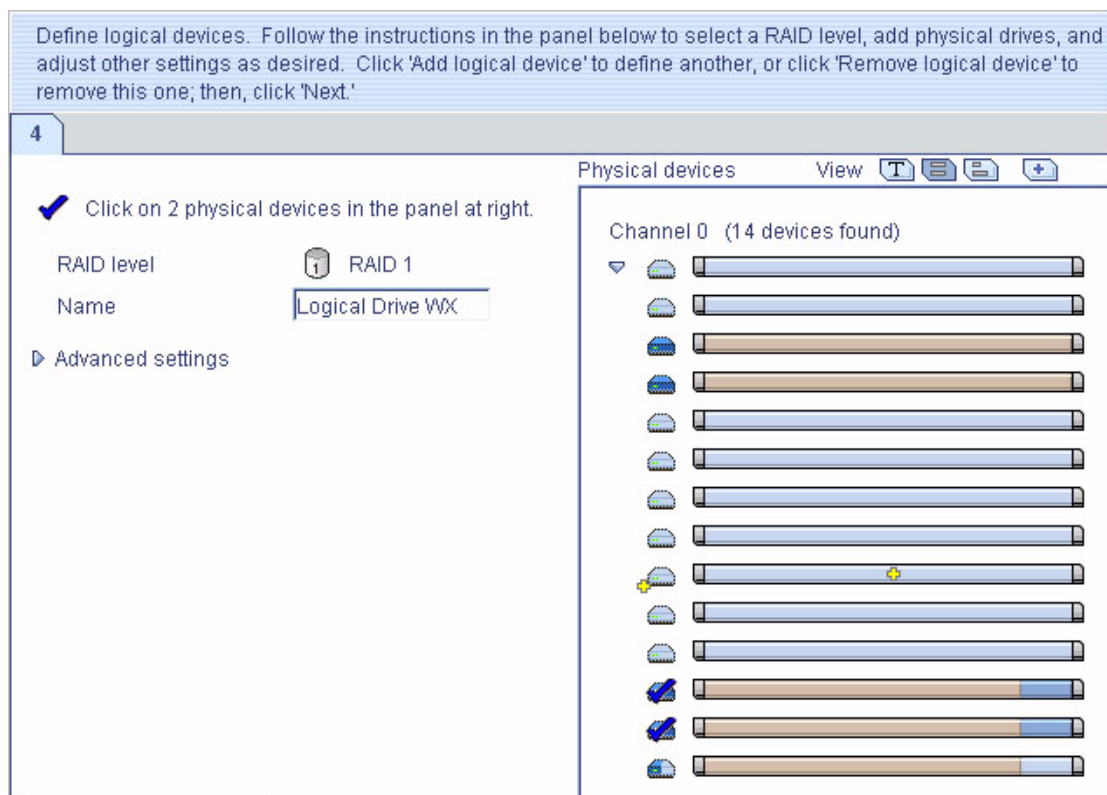 Define logical devices. Follow the instructions in the panel below to select a RAID level, add physical drives, and
adjust other settings as desired. Click 'Add logical device' to define another, or click 'Remove logical device' to
remove this one; then, click 'Next.'
4
Physical devices View T
Click on 2 physical devices in the panel at right.
Channel 0 (14 devices found)
RAID level 1 RAID 1
Name Logical Drive WX
Advanced settings